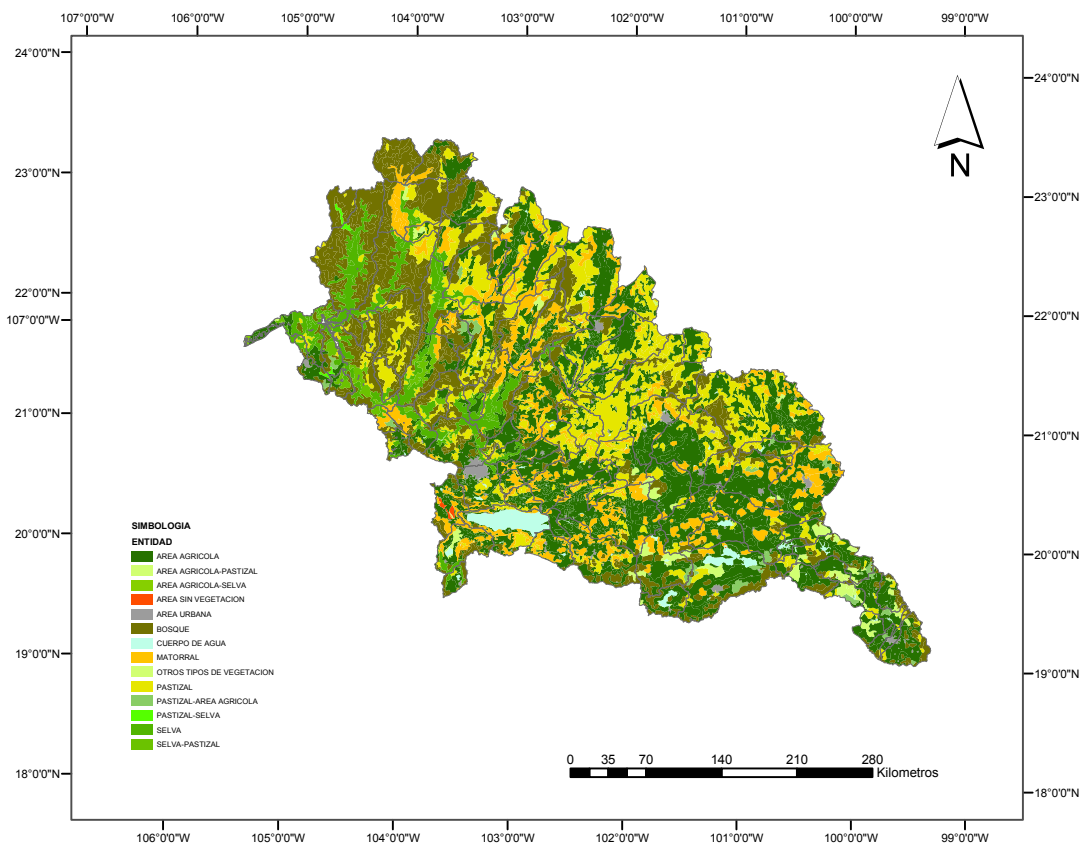 107°0'0"W 106°0'0"W 105°0'0"W 104°0'0"W 103°0'0"W 102°0'0"W 101°0'0"W 100°0'0"W 99°0'0"W
24°0'0"N
24°0'0"N
N
23°0'0"N
23°0'0"N
22°0'0"N
22°0'0"N
107°0'0"W
21°0'0"N
21°0'0"N
20°0'0"N
20°0'0"N
19°0'0"N
19°0'0"N
18°0'0"N
18°0'0"N
SIMBOLOGIA
ENTIDAD
AREA AGRICOLA
AREA AGRICOLA-PASTIZAL
AREA AGRICOLA-SELVA
AREA SIN VEGETACION
AREA URBANA
BOSQUE
CUERPO DE AGUA
MATORRAL
OTROS TIPOS DE VEGETACION
PASTIZAL
PASTIZAL-AREA AGRICOLA
PASTIZAL-SELVA
SELVA
SELVA-PASTIZAL
0 35 70 140 210 280
Kilometros
106°0'0"W 105°0'0"W 104°0'0"W 103°0'0"W 102°0'0"W 101°0'0"W 100°0'0"W 99°0'0"W